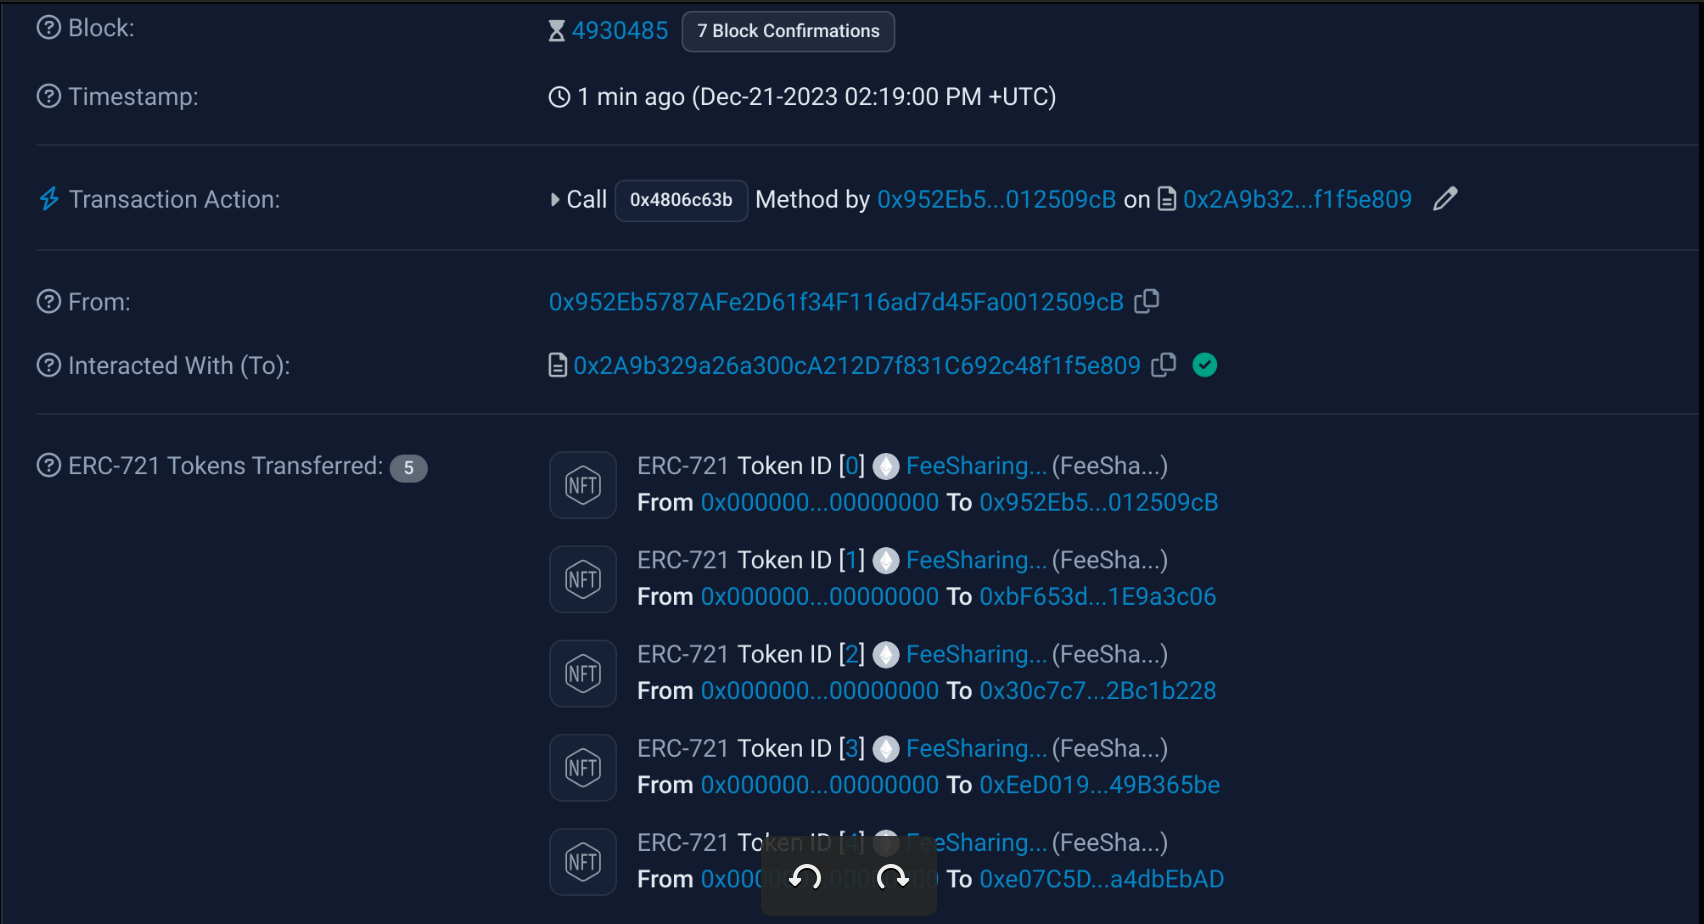 Block:
4930485 7 Block Confirmations
Timestamp:
1 min ago (Dec-21-2023 02:19:00 PM +UTC)
Transaction Action:
Call 0x4806c63b Method by 0x952Eb5...012509cB on 0x2A9b32...f1f5e809
From:
0x952Eb5787AFe2D61f34F116ad7d45Fa0012509cB
Interacted With (To):
0x2A9b329a26a300cA212D7f831C692c48f1f5e809
ERC-721 Tokens Transferred: 5
NFT
ERC-721 Token ID [0] FeeSharing... (FeeSha...)
From 0x000000...00000000 To 0x952Eb5...012509cB
NFT
ERC-721 Token ID [1] FeeSharing... (FeeSha...)
From 0x000000...00000000 To 0xbF653d...1E9a3c06
NFT
ERC-721 Token ID [2] FeeSharing... (FeeSha...)
From 0x000000...00000000 To 0x30c7c7...2Bc1b228
NFT
ERC-721 Token ID [3] FeeSharing... (FeeSha...)
From 0x000000...00000000 To 0xEeD019...49B365be
NFT
ERC-721 Token ID [4] FeeSharing... (FeeSha...)
From To 0xe07C5D...a4dbEbAD